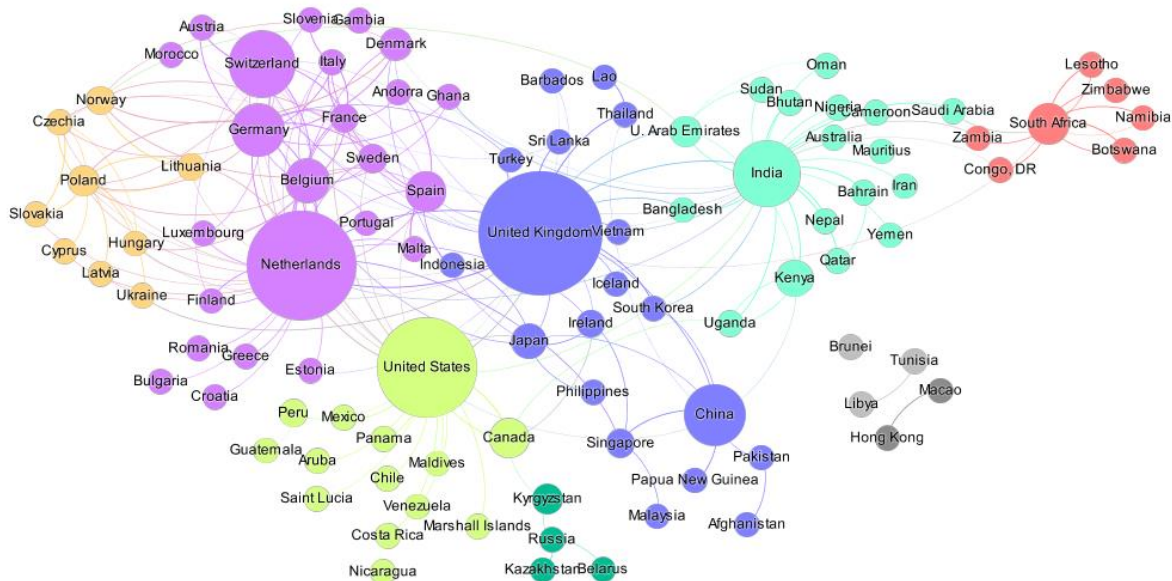 Slovenia
Gambia
Austria
Denmark
Morocco
Switzerland
Italy
Andorra
Ghana
Norway
Czechia
Germany
France
Sweden
Lithuania
Poland
Belgium
Spain
Slovakia
Luxembourg
Portugal
Hungary
Cyprus
Netherlands
Malta
Latvia
Ukraine
Finland
Romania
Greece
Bulgaria
Croatia
Estonia
Barbados
Lao
Thailand
Sri Lanka
Turkey
United Kingdom
Vietnam
Indonesia
Iceland
South Korea
Ireland
Japan
Philippines
China
Singapore
Pakistan
Papua New Guinea
Malaysia
Afghanistan
Oman
Sudan
Bhutan
Nigeria
Cameroon
Saudi Arabia
U. Arab Emirates
Australia
Mauritius
India
Bahrain
Iran
Bangladesh
Nepal
Yemen
Qatar
Kenya
Uganda
Lesotho
Zimbabwe
South Africa
Namibia
Zambia
Botswana
Congo, DR
Brunei
Tunisia
Macao
Libya
Hong Kong
United States
Canada
Peru
Mexico
Guatemala
Panama
Aruba
Maldives
Chile
Saint Lucia
Venezuela
Marshall Islands
Costa Rica
Nicaragua
Kyrgyzstan
Russia
Kazakhstan
Belarus